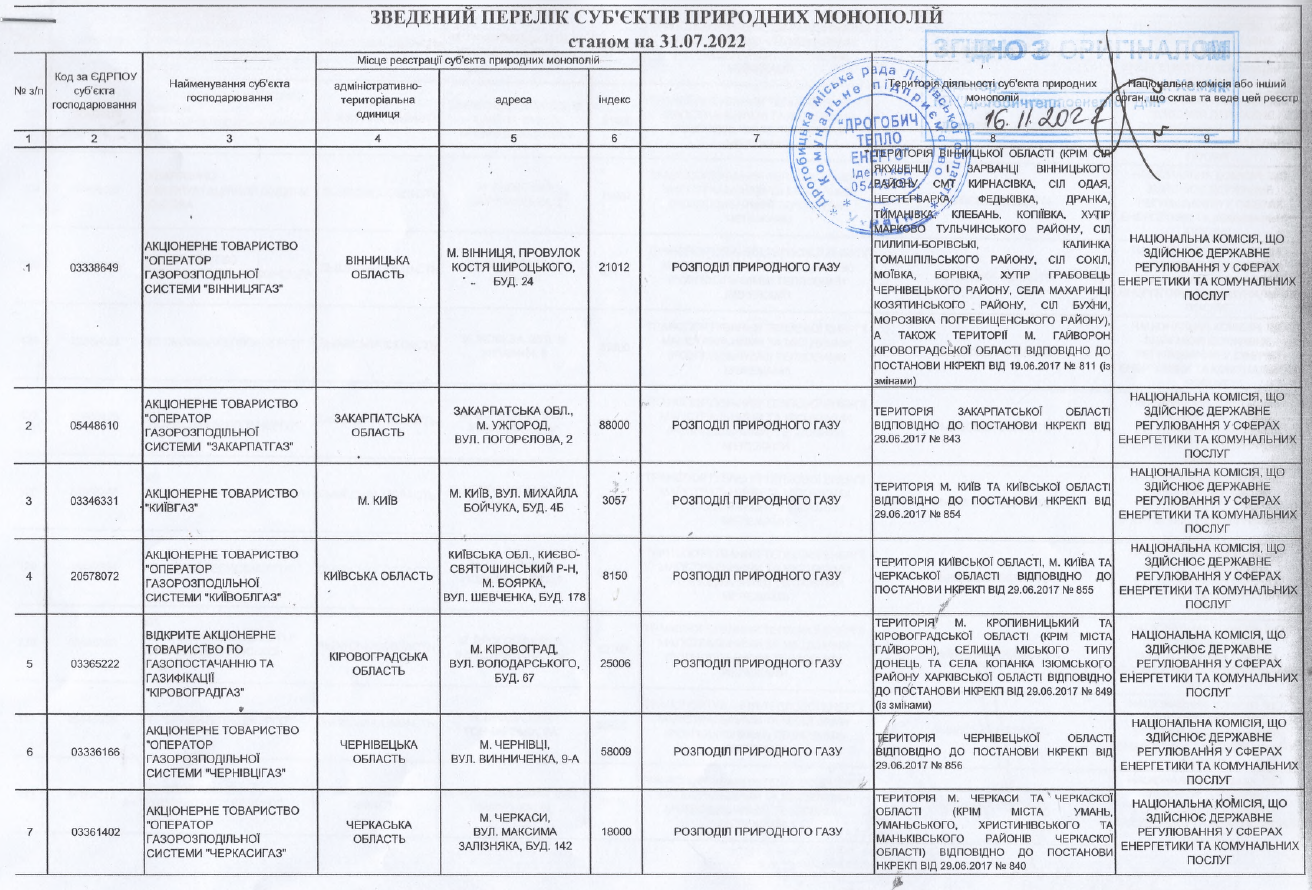 ЗВЕДЕНИЙ ПЕРЕЛІК СУБ'ЄКТІВ ПРИРОДНИХ МОНОПОЛІЙ
станом на 31.07.2022
ЗГІДНО З ОРИГІНАЛОМ
16.11.202
Дрогобицька міська рада Львівської області
Комунальне підприємство
"ДРОГОБИЧ
ТЕПЛО
ЕНЕРГО"
№ з/п
Код за ЄДРПОУ
суб'єкта
господарювання
Найменування суб'єкта
господарювання
Місце реєстрації суб'єкта природних монополій
адміністративно-
територіальна
одиниця
адреса
індекс
Територія діяльності суб'єкта природних
монополій
Національна комісія або інший
орган, що склав та веде цей реєстр
1 2 3 4 5 6 7 8 9
1
03338649
АКЦІОНЕРНЕ ТОВАРИСТВО
"ОПЕРАТОР
ГАЗОРОЗПОДІЛЬНОЇ
СИСТЕМИ "ВІННИЦЯГАЗ"
ВІННИЦЬКА
ОБЛАСТЬ
М. ВІННИЦЯ, ПРОВУЛОК
КОСТЯ ШИРОЦЬКОГО,
БУД. 24
21012
РОЗПОДІЛ ПРИРОДНОГО ГАЗУ
ТЕРИТОРІЯ ВІННИЦЬКОЇ ОБЛАСТІ (КРІМ СІЛ
ЯКУШЕНЦІ І ЗАРВАНЦІ ВІННИЦЬКОГО
РАЙОНУ, СМТ КИРНАСІВКА, СІЛ ОДАЯ,
НЕСТЕРВАРКА, ФЕДЬКІВКА, ДРАНКА,
ТИМАНІВКА, КЛЕБАНЬ, КОПІЇВКА, ХУТІР
МАРКОВО ТУЛЬЧИНСЬКОГО РАЙОНУ, СІЛ
ПИЛИПИ-БОРІВСЬКІ, КАЛИНКА
ТОМАШПІЛЬСЬКОГО РАЙОНУ, СІЛ СОКІЛ,
МОЇВКА, БОРІВКА, ХУТІР ГРАБОВЕЦЬ
ЧЕРНІВЕЦЬКОГО РАЙОНУ, СЕЛА МАХАРИНЦІ
КОЗЯТИНСЬКОГО РАЙОНУ, СІЛ БУХНИ,
МОРОЗІВКА ПОГРЕБИЩЕНСЬКОГО РАЙОНУ),
А ТАКОЖ ТЕРИТОРІЇ М. ГАЙВОРОН
КІРОВОГРАДСЬКОЇ ОБЛАСТІ ВІДПОВІДНО ДО
ПОСТАНОВИ НКРЕКП ВІД 19.06.2017 № 811 (із
змінами)
НАЦІОНАЛЬНА КОМІСІЯ, ЩО
ЗДІЙСНЮЄ ДЕРЖАВНЕ
РЕГУЛЮВАННЯ У СФЕРАХ
ЕНЕРГЕТИКИ ТА КОМУНАЛЬНИХ
ПОСЛУГ
2
05448610
АКЦІОНЕРНЕ ТОВАРИСТВО
"ОПЕРАТОР
ГАЗОРОЗПОДІЛЬНОЇ
СИСТЕМИ "ЗАКАРПАТГАЗ"
ЗАКАРПАТСЬКА
ОБЛАСТЬ
ЗАКАРПАТСЬКА ОБЛ.,
М. УЖГОРОД,
ВУЛ. ПОГОРЄЛОВА, 2
88000
РОЗПОДІЛ ПРИРОДНОГО ГАЗУ
ТЕРИТОРІЯ ЗАКАРПАТСЬКОЇ ОБЛАСТІ
ВІДПОВІДНО ДО ПОСТАНОВИ НКРЕКП ВІД
29.06.2017 № 843
НАЦІОНАЛЬНА КОМІСІЯ, ЩО
ЗДІЙСНЮЄ ДЕРЖАВНЕ
РЕГУЛЮВАННЯ У СФЕРАХ
ЕНЕРГЕТИКИ ТА КОМУНАЛЬНИХ
ПОСЛУГ
3
03346331
АКЦІОНЕРНЕ ТОВАРИСТВО
"КИЇВГАЗ"
М. КИЇВ
М. КИЇВ, ВУЛ. МИХАЙЛА
БОЙЧУКА, БУД. 4Б
3057
РОЗПОДІЛ ПРИРОДНОГО ГАЗУ
ТЕРИТОРІЯ М. КИЇВ ТА КИЇВСЬКОЇ ОБЛАСТІ
ВІДПОВІДНО ДО ПОСТАНОВИ НКРЕКП ВІД
29.06.2017 № 854
НАЦІОНАЛЬНА КОМІСІЯ, ЩО
ЗДІЙСНЮЄ ДЕРЖАВНЕ
РЕГУЛЮВАННЯ У СФЕРАХ
ЕНЕРГЕТИКИ ТА КОМУНАЛЬНИХ
ПОСЛУГ
4
20578072
АКЦІОНЕРНЕ ТОВАРИСТВО
"ОПЕРАТОР
ГАЗОРОЗПОДІЛЬНОЇ
СИСТЕМИ "КИЇВОБЛГАЗ"
КИЇВСЬКА ОБЛАСТЬ
КИЇВСЬКА ОБЛ., КИЄВО-
СВЯТОШИНСЬКИЙ Р-Н,
М. БОЯРКА,
ВУЛ. ШЕВЧЕНКА, БУД. 178
8150
РОЗПОДІЛ ПРИРОДНОГО ГАЗУ
ТЕРИТОРІЯ КИЇВСЬКОЇ ОБЛАСТІ, М. КИЇВА ТА
ЧЕРКАСЬКОЇ ОБЛАСТІ ВІДПОВІДНО ДО
ПОСТАНОВИ НКРЕКП ВІД 29.06.2017 № 855
НАЦІОНАЛЬНА КОМІСІЯ, ЩО
ЗДІЙСНЮЄ ДЕРЖАВНЕ
РЕГУЛЮВАННЯ У СФЕРАХ
ЕНЕРГЕТИКИ ТА КОМУНАЛЬНИХ
ПОСЛУГ
5
03365222
ВІДКРИТЕ АКЦІОНЕРНЕ
ТОВАРИСТВО ПО
ГАЗОПОСТАЧАННЮ ТА
ГАЗИФІКАЦІЇ
"КІРОВОГРАДГАЗ"
КІРОВОГРАДСЬКА
ОБЛАСТЬ
М. КІРОВОГРАД,
ВУЛ. ВОЛОДАРСЬКОГО,
БУД. 67
25006
РОЗПОДІЛ ПРИРОДНОГО ГАЗУ
ТЕРИТОРІЯ М. КРОПИВНИЦЬКИЙ ТА
КІРОВОГРАДСЬКОЇ ОБЛАСТІ (КРІМ МІСТА
ГАЙВОРОН), СЕЛИЩА МІСЬКОГО ТИПУ
ДОНЕЦЬ ТА СЕЛА КОПАНКА ІЗЮМСЬКОГО
РАЙОНУ ХАРКІВСЬКОЇ ОБЛАСТІ ВІДПОВІДНО
ДО ПОСТАНОВИ НКРЕКП ВІД 29.06.2017 № 849
(із змінами)
НАЦІОНАЛЬНА КОМІСІЯ, ЩО
ЗДІЙСНЮЄ ДЕРЖАВНЕ
РЕГУЛЮВАННЯ У СФЕРАХ
ЕНЕРГЕТИКИ ТА КОМУНАЛЬНИХ
ПОСЛУГ
6
03336166
АКЦІОНЕРНЕ ТОВАРИСТВО
"ОПЕРАТОР
ГАЗОРОЗПОДІЛЬНОЇ
СИСТЕМИ "ЧЕРНІВЦІГАЗ"
ЧЕРНІВЕЦЬКА
ОБЛАСТЬ
М. ЧЕРНІВЦІ,
ВУЛ. ВИННИЧЕНКА, 9-А
58009
РОЗПОДІЛ ПРИРОДНОГО ГАЗУ
ТЕРИТОРІЯ ЧЕРНІВЕЦЬКОЇ ОБЛАСТІ
ВІДПОВІДНО ДО ПОСТАНОВИ НКРЕКП ВІД
29.06.2017 № 856
НАЦІОНАЛЬНА КОМІСІЯ, ЩО
ЗДІЙСНЮЄ ДЕРЖАВНЕ
РЕГУЛЮВАННЯ У СФЕРАХ
ЕНЕРГЕТИКИ ТА КОМУНАЛЬНИХ
ПОСЛУГ
7
03361402
АКЦІОНЕРНЕ ТОВАРИСТВО
"ОПЕРАТОР
ГАЗОРОЗПОДІЛЬНОЇ
СИСТЕМИ "ЧЕРКАСИГАЗ"
ЧЕРКАСЬКА
ОБЛАСТЬ
М. ЧЕРКАСИ,
ВУЛ. МАКСИМА
ЗАЛІЗНЯКА, БУД. 142
18000
РОЗПОДІЛ ПРИРОДНОГО ГАЗУ
ТЕРИТОРІЯ М. ЧЕРКАСИ ТА ЧЕРКАСКОЇ
ОБЛАСТІ (КРІМ МІСТА УМАНЬ,
УМАНЬСЬКОГО, ХРИСТИНІВСЬКОГО ТА
МАНЬКІВСЬКОГО РАЙОНІВ ЧЕРКАСКОЇ
ОБЛАСТІ) ВІДПОВІДНО ДО ПОСТАНОВИ
НКРЕКП ВІД 29.06.2017 № 840
НАЦІОНАЛЬНА КОМІСІЯ, ЩО
ЗДІЙСНЮЄ ДЕРЖАВНЕ
РЕГУЛЮВАННЯ У СФЕРАХ
ЕНЕРГЕТИКИ ТА КОМУНАЛЬНИХ
ПОСЛУГ